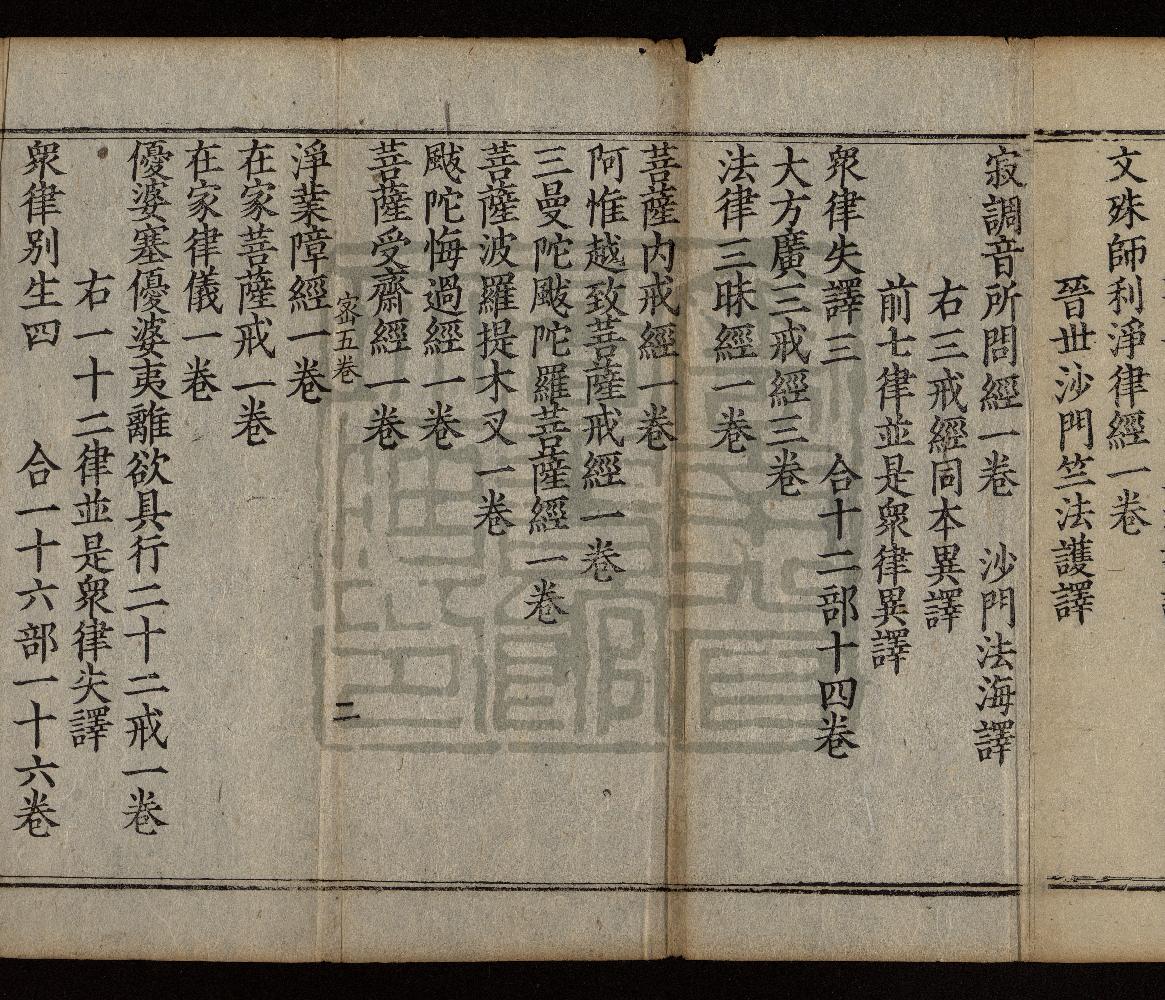 文殊師利淨律經一卷
晉世沙門竺法護譯
寂調音所問經一卷　沙門法海譯
右三戒經同本異譯
前七律並是衆律異譯
衆律失譯三　合十二部十四卷
大方廣三戒經三卷
法律三昧經一卷
菩薩内戒經一卷
阿惟越致菩薩戒經一卷
三曼陀颰陀羅菩薩經一卷
菩薩波羅提木叉一卷
颰陀悔過經一卷
菩薩受齋經一卷
密五卷　二
淨業障經一卷
在家菩薩戒一卷
在家律儀一卷
優婆塞優婆夷離欲具行二十二戒一卷
右一十二律並是衆律失譯
衆律别生四　合一十六部一十六卷